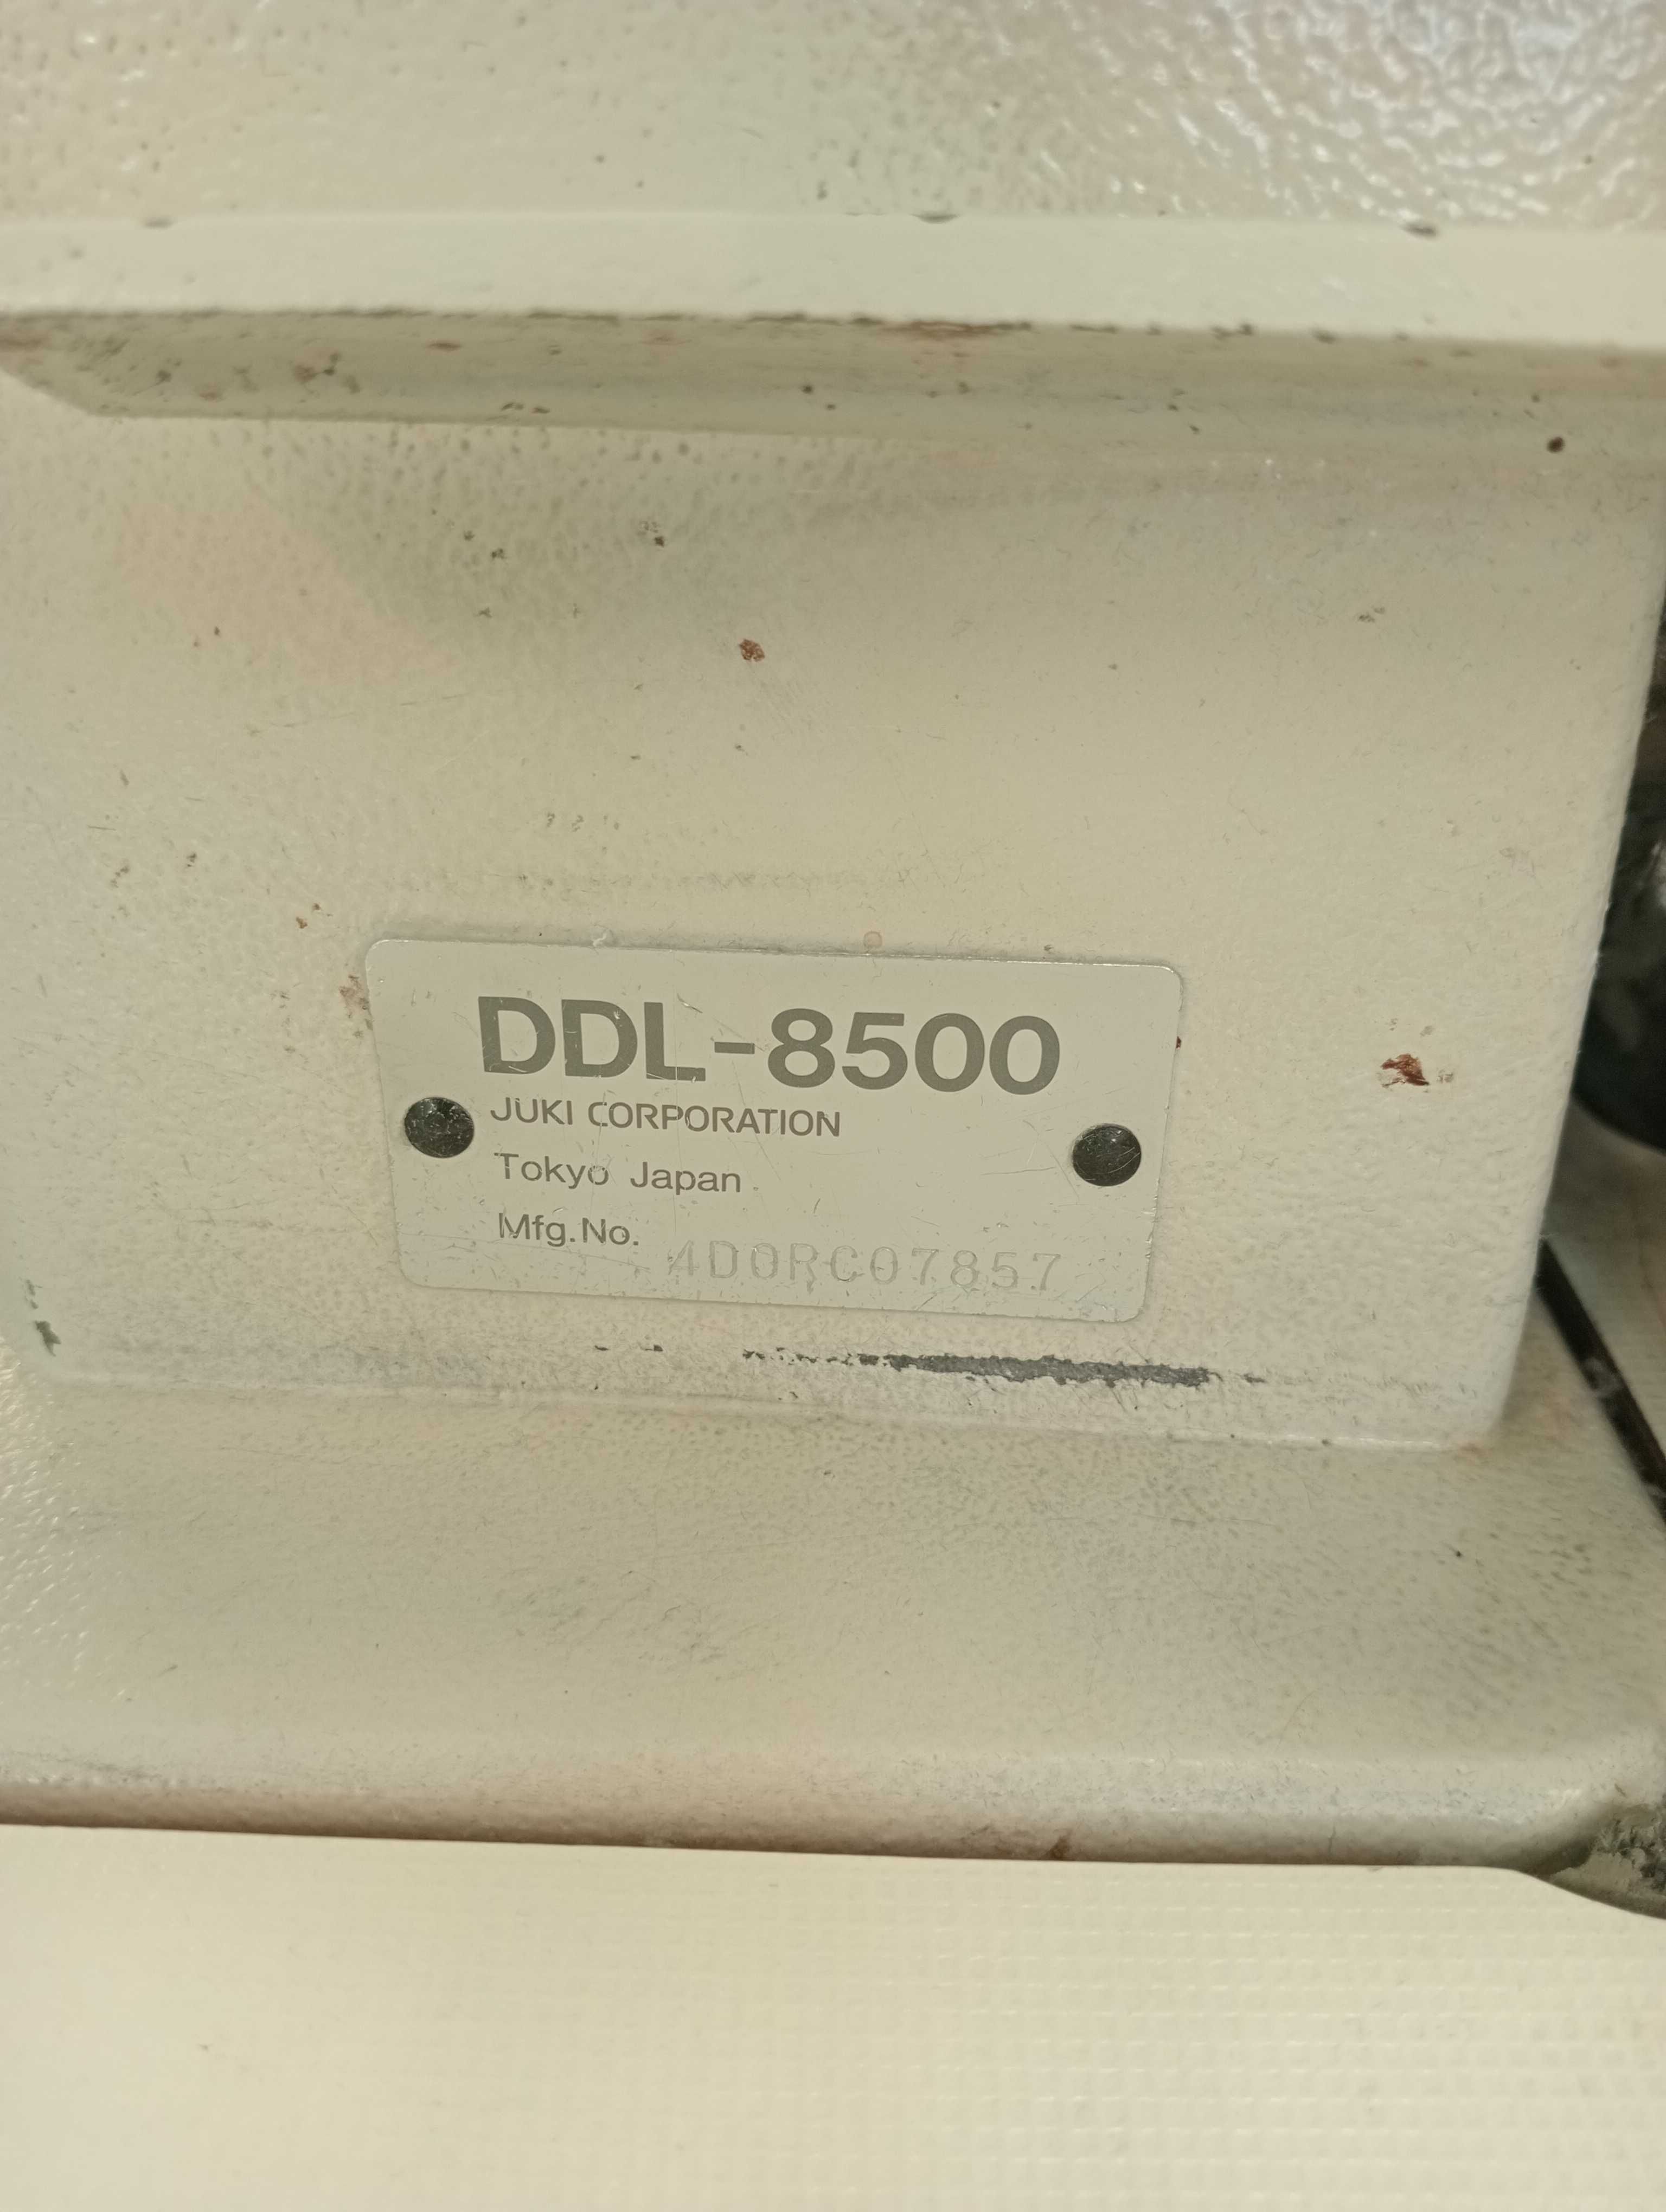 DDL-8500
JUKI CORPORATION
Tokyo Japan
Mfg.No. 4D0RC07857